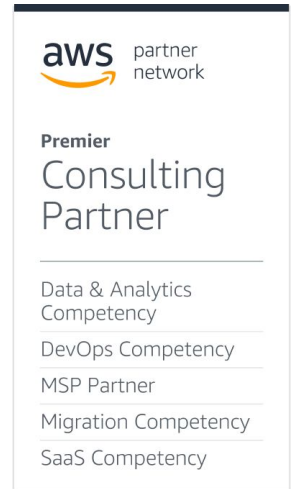 aws partner
network
Premier
Consulting
Partner
Data & Analytics
Competency
DevOps Competency
MSP Partner
Migration Competency
SaaS Competency